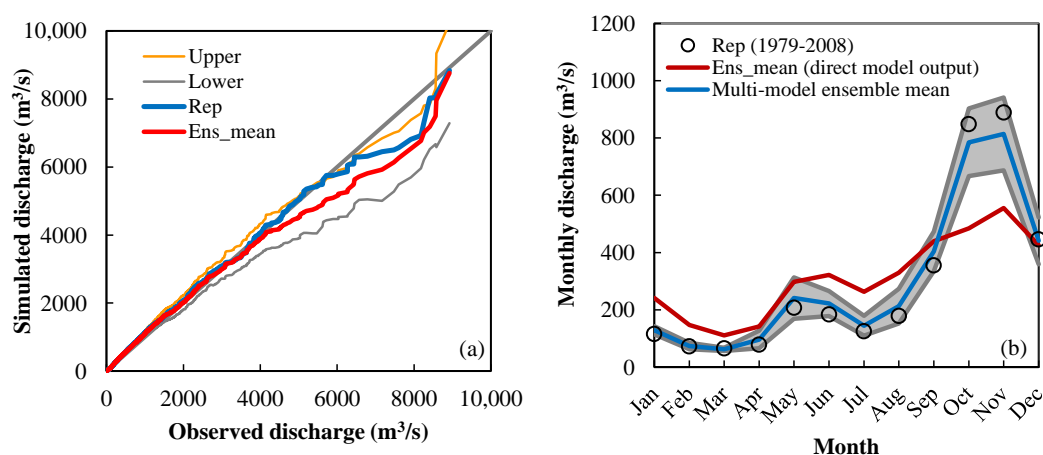 Simulated discharge (m³/s)
10,000
8000
6000
4000
2000
0
Upper
Lower
Rep
Ens_mean
(a)
0
2000
4000
6000
8000
10,000
Observed discharge (m³/s)
Monthly discharge (m³/s)
1200
1000
800
600
400
200
0
Rep (1979-2008)
Ens_mean (direct model output)
Multi-model ensemble mean
(b)
Jan
Feb
Mar
Apr
May
Jun
Jul
Aug
Sep
Oct
Nov
Dec
Month